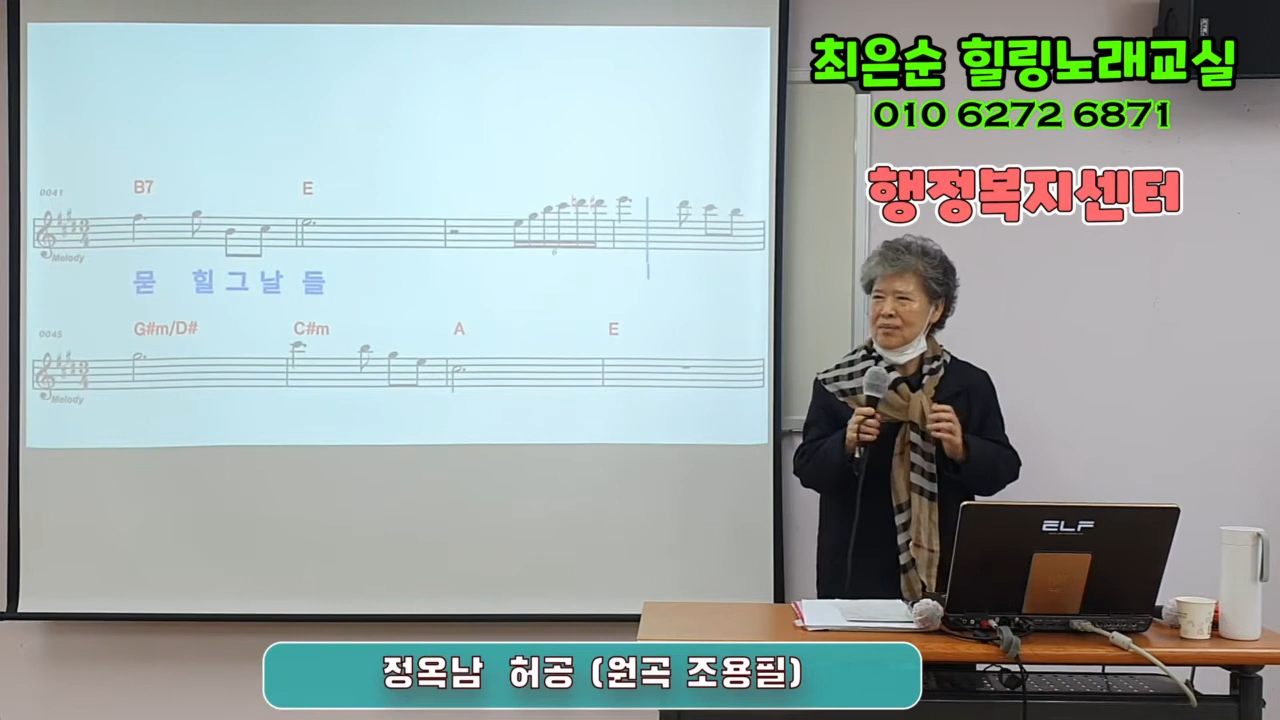 최은순 힐링노래교실
010 6272 6871
행정복지센터
0041
B7 E
Melody
6
묻 힐 그 날 들
0045
G#m/D# C#m A E
Melody
ELF
정옥남 허공 (원곡 조용필)